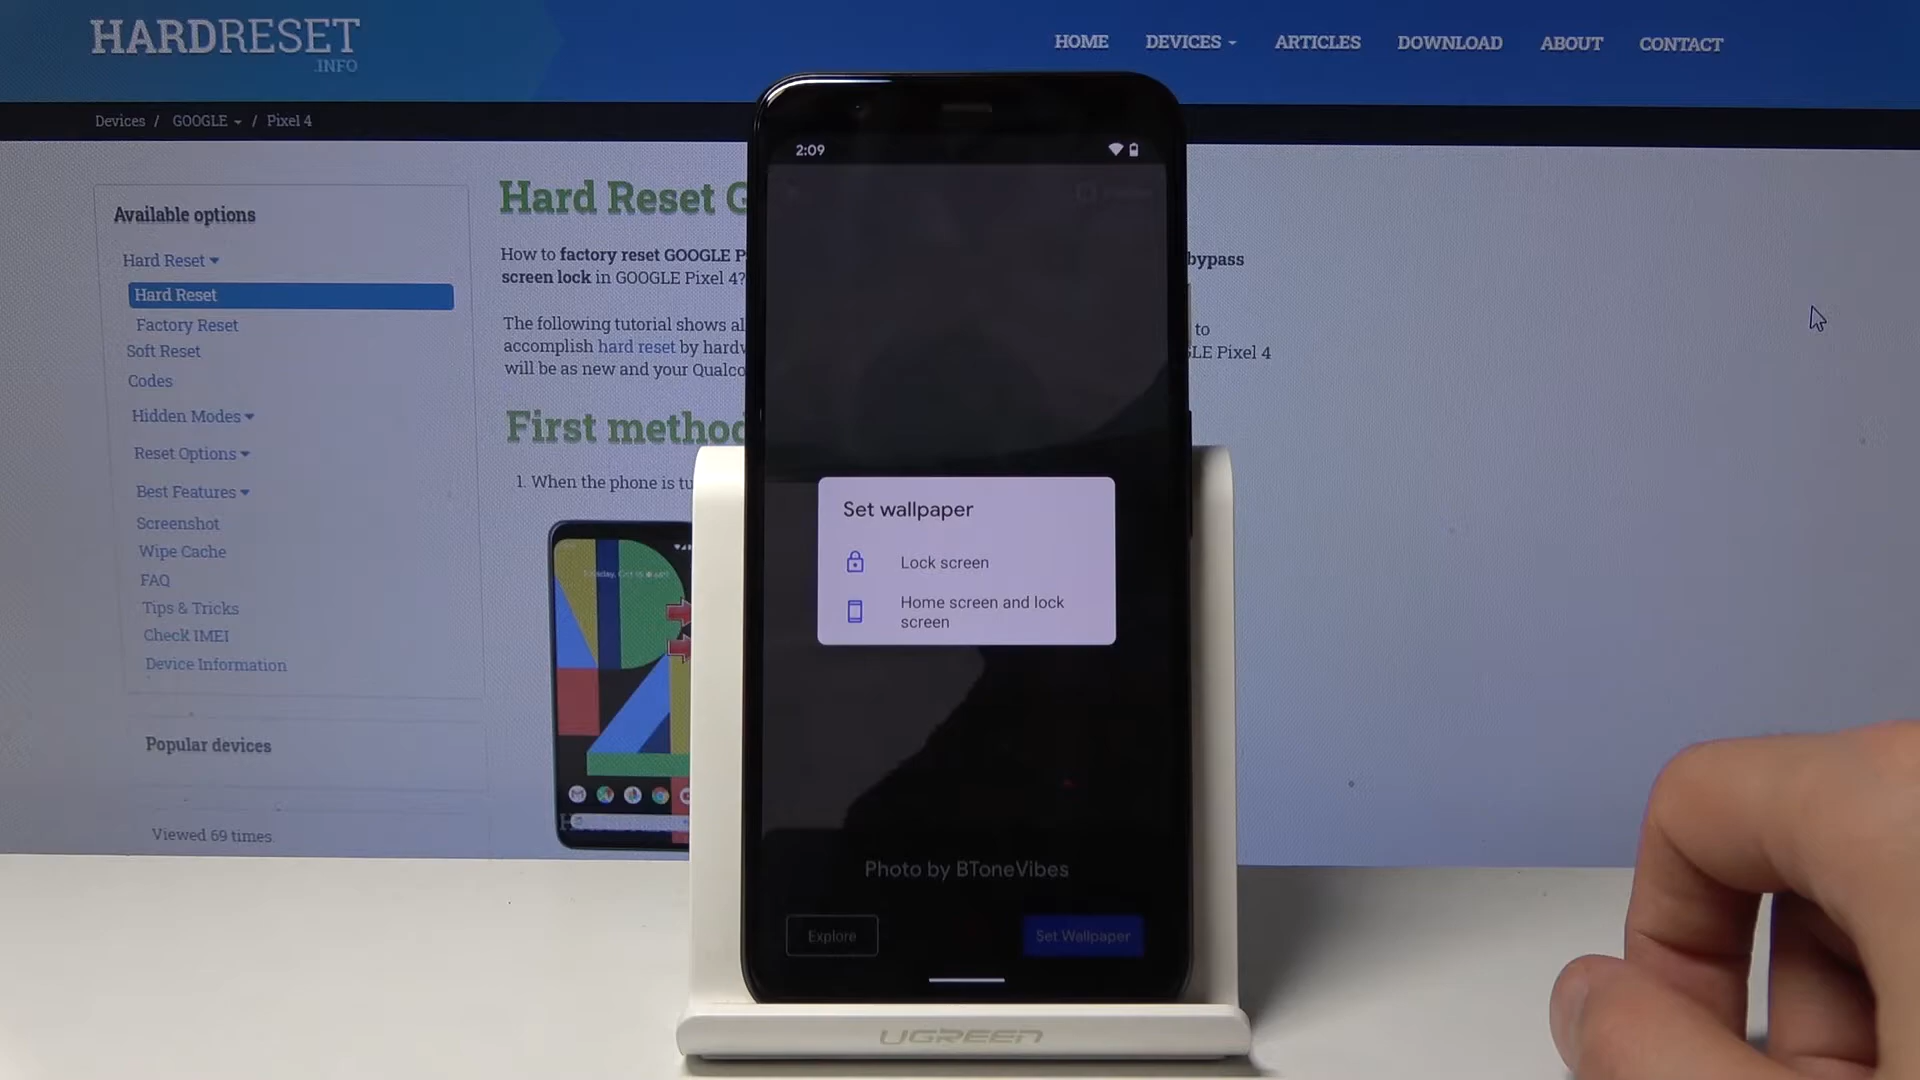 HARDRESET
.INFO
HOME DEVICES ARTICLES DOWNLOAD ABOUT CONTACT
Devices / GOOGLE / Pixel 4
Available options
Hard Reset
Hard Reset
Factory Reset
Soft Reset
Codes
Hidden Modes
Reset Options
Best Features
Screenshot
Wipe Cache
FAQ
Tips & Tricks
Check IMEI
Device Information
Popular devices
Viewed 69 times.
Hard Reset G
How to factory reset GOOGLE P
bypass
screen lock in GOOGLE Pixel 4?
The following tutorial shows al
to
accomplish hard reset by hardw
GLE Pixel 4
will be as new and your Qualco
First method
1. When the phone is tu
2:09
Set wallpaper
Lock screen
Home screen and lock
screen
Photo by BToneVibes
Explore Set Wallpaper
UGREEN